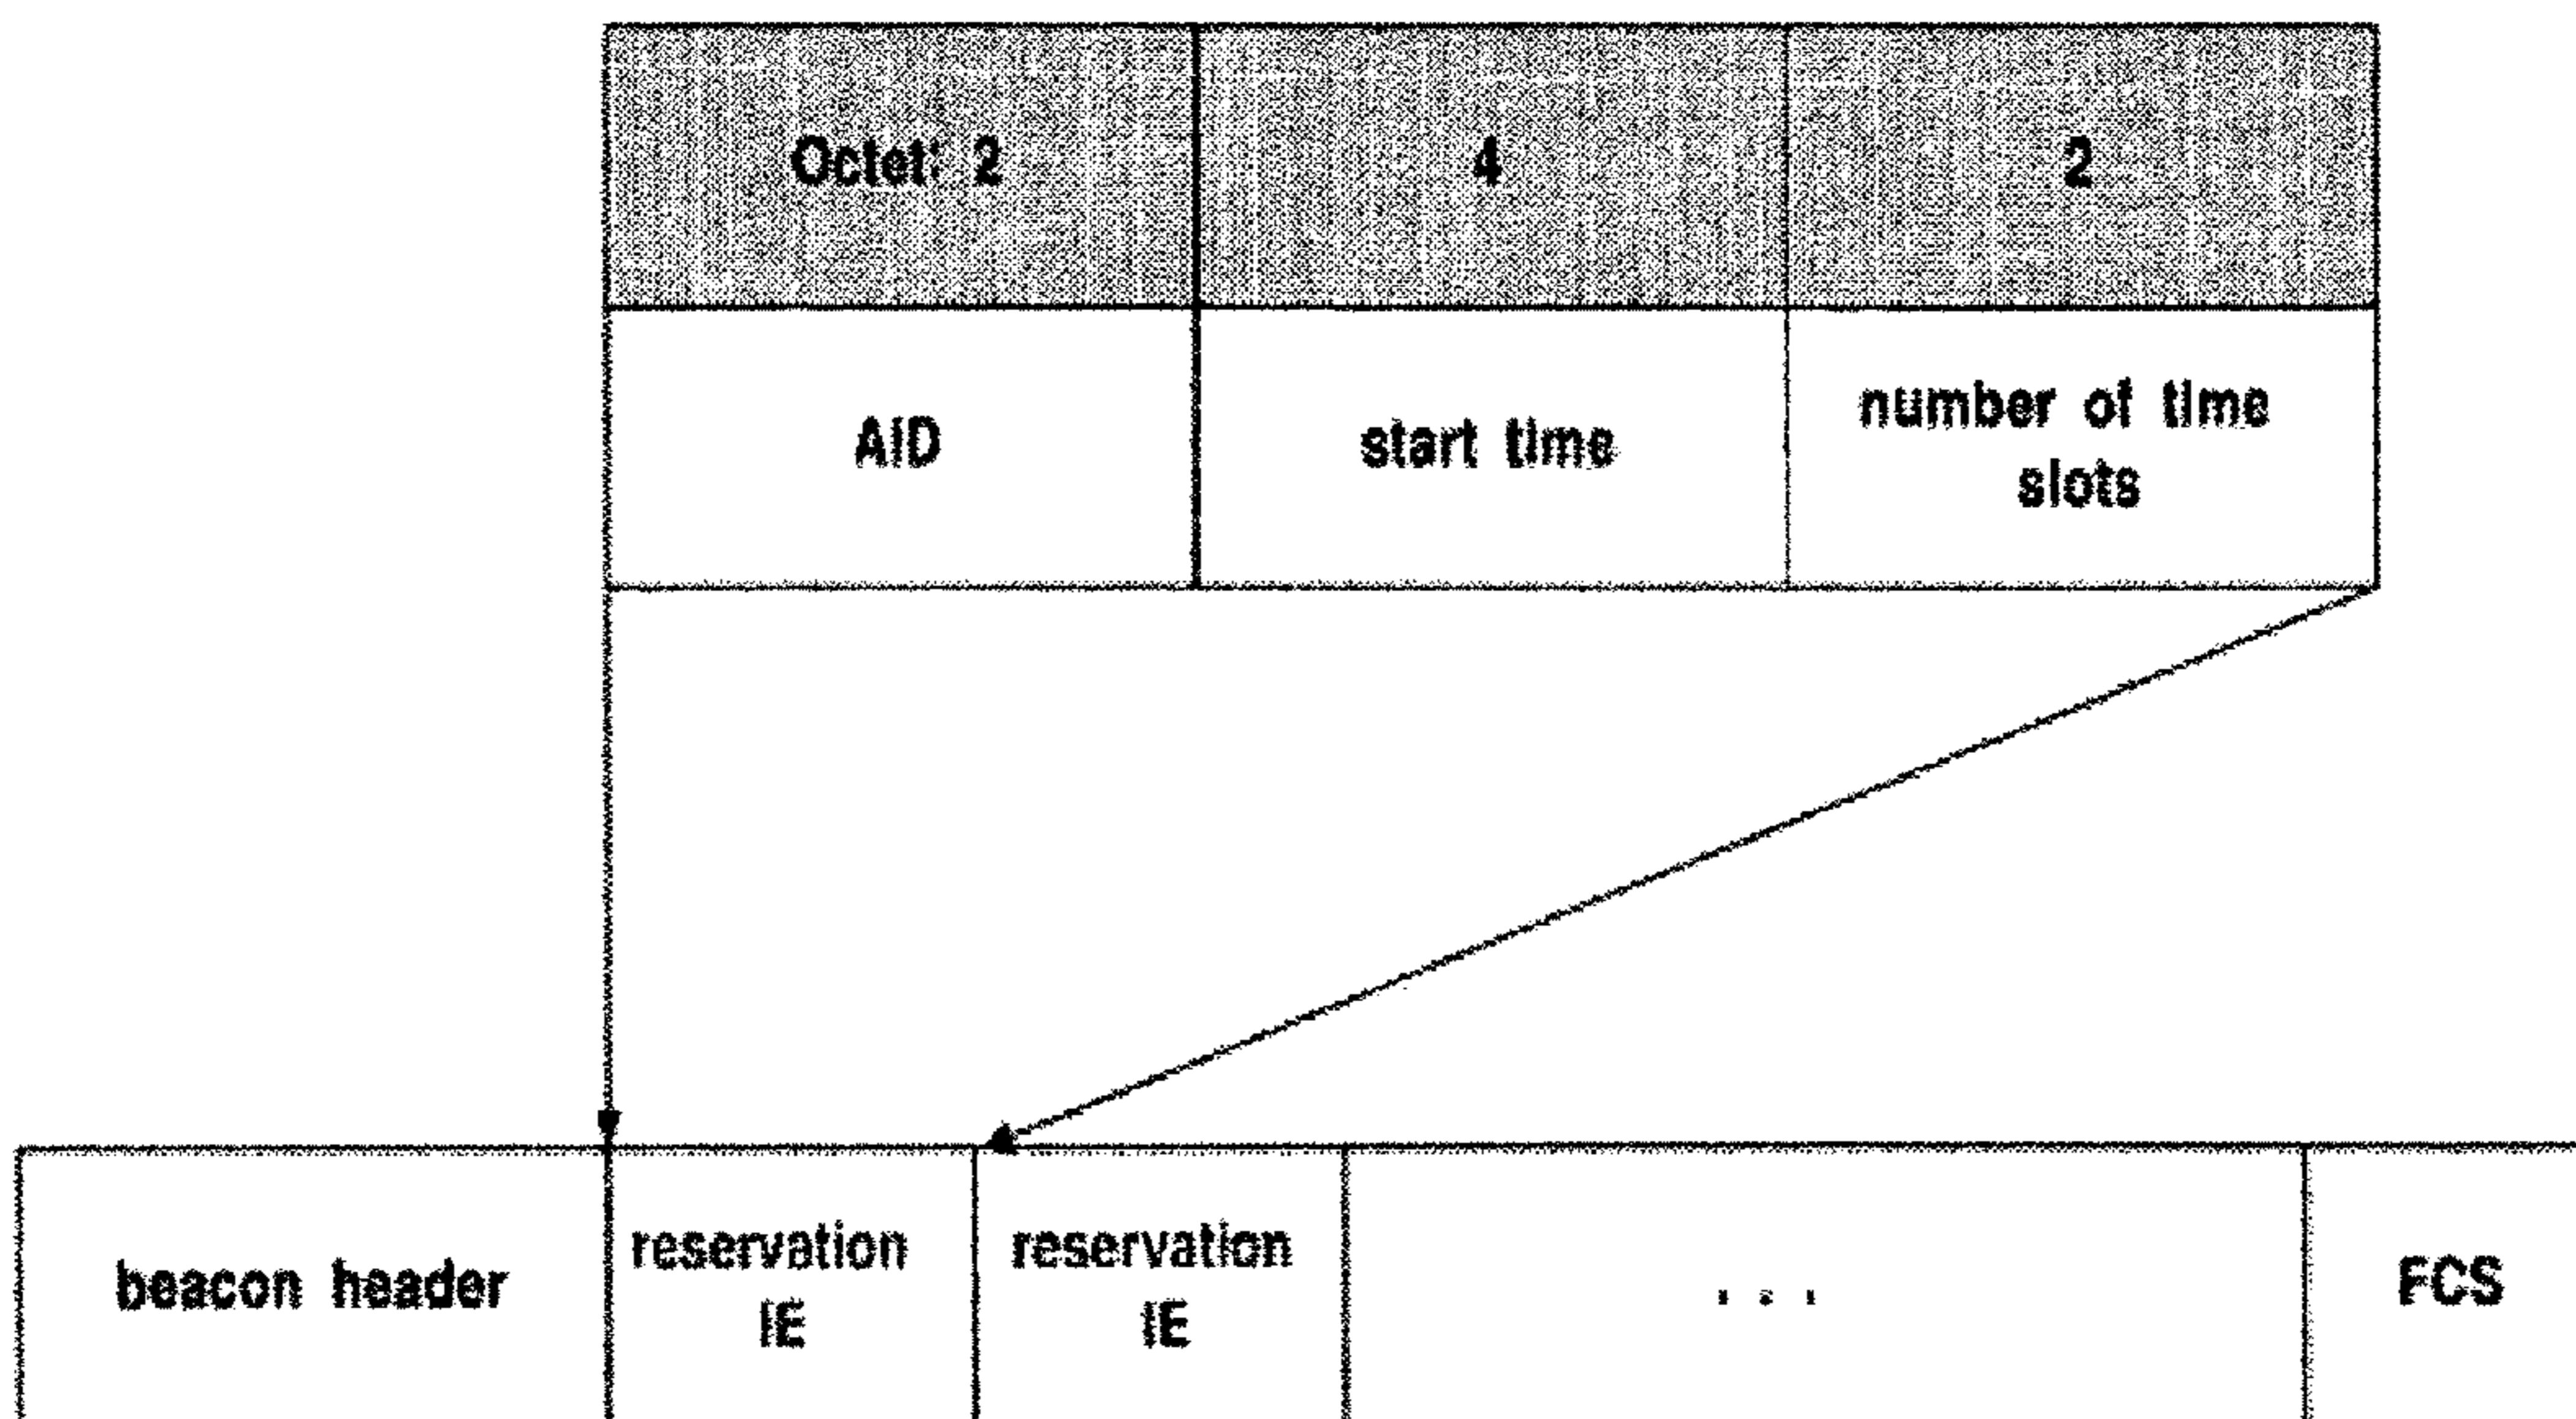 Octet: 2 4 2
AID start time number of time
slots
beacon header reservation
IE reservation
IE . . . FCS